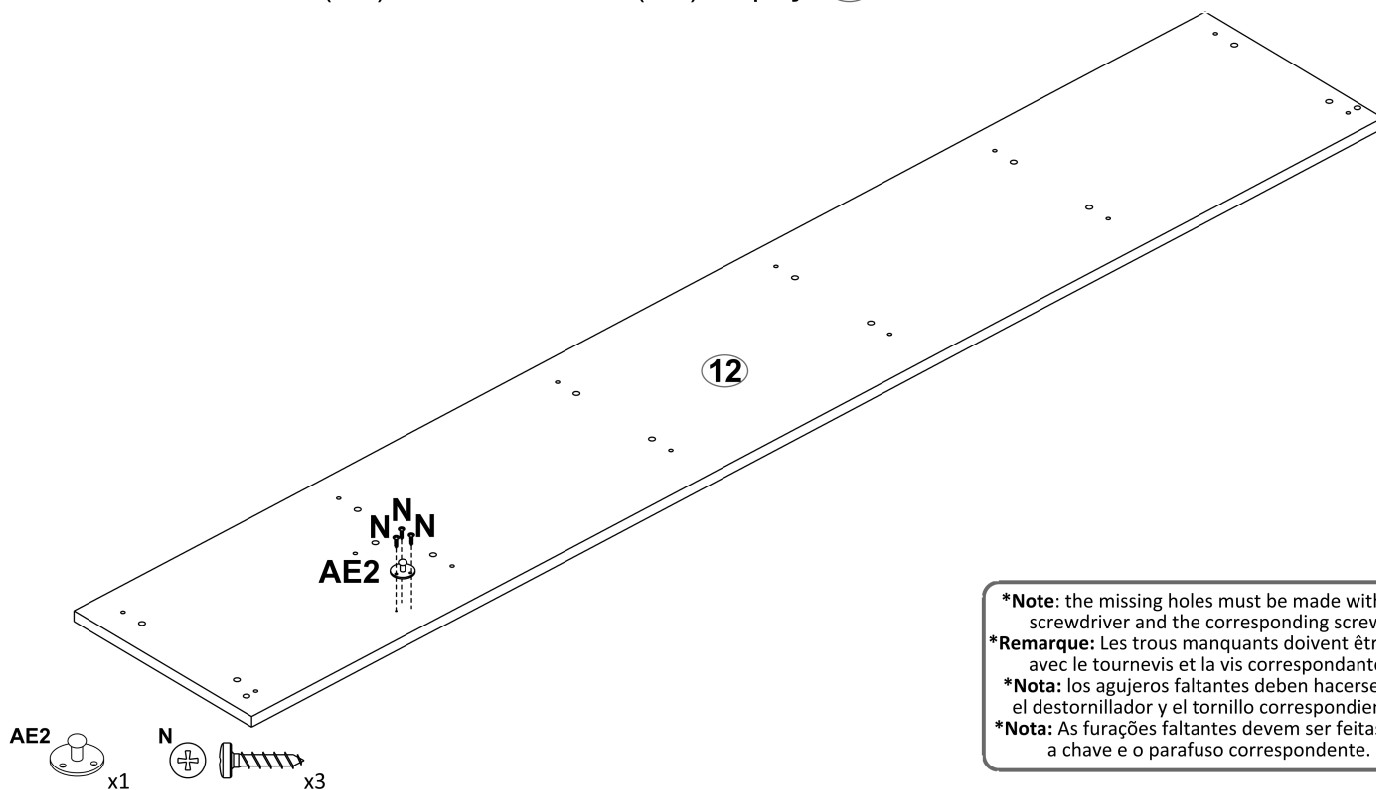 12
N
N N
AE2
*Note: the missing holes must be made with
screwdriver and the corresponding screw
*Remarque: Les trous manquants doivent êtr
avec le tournevis et la vis correspondante
*Nota: los agujeros faltantes deben hacerse
el destornillador y el tornillo correspondien
*Nota: As furações faltantes devem ser feitas
a chave e o parafuso correspondente.
AE2 x1
N x3